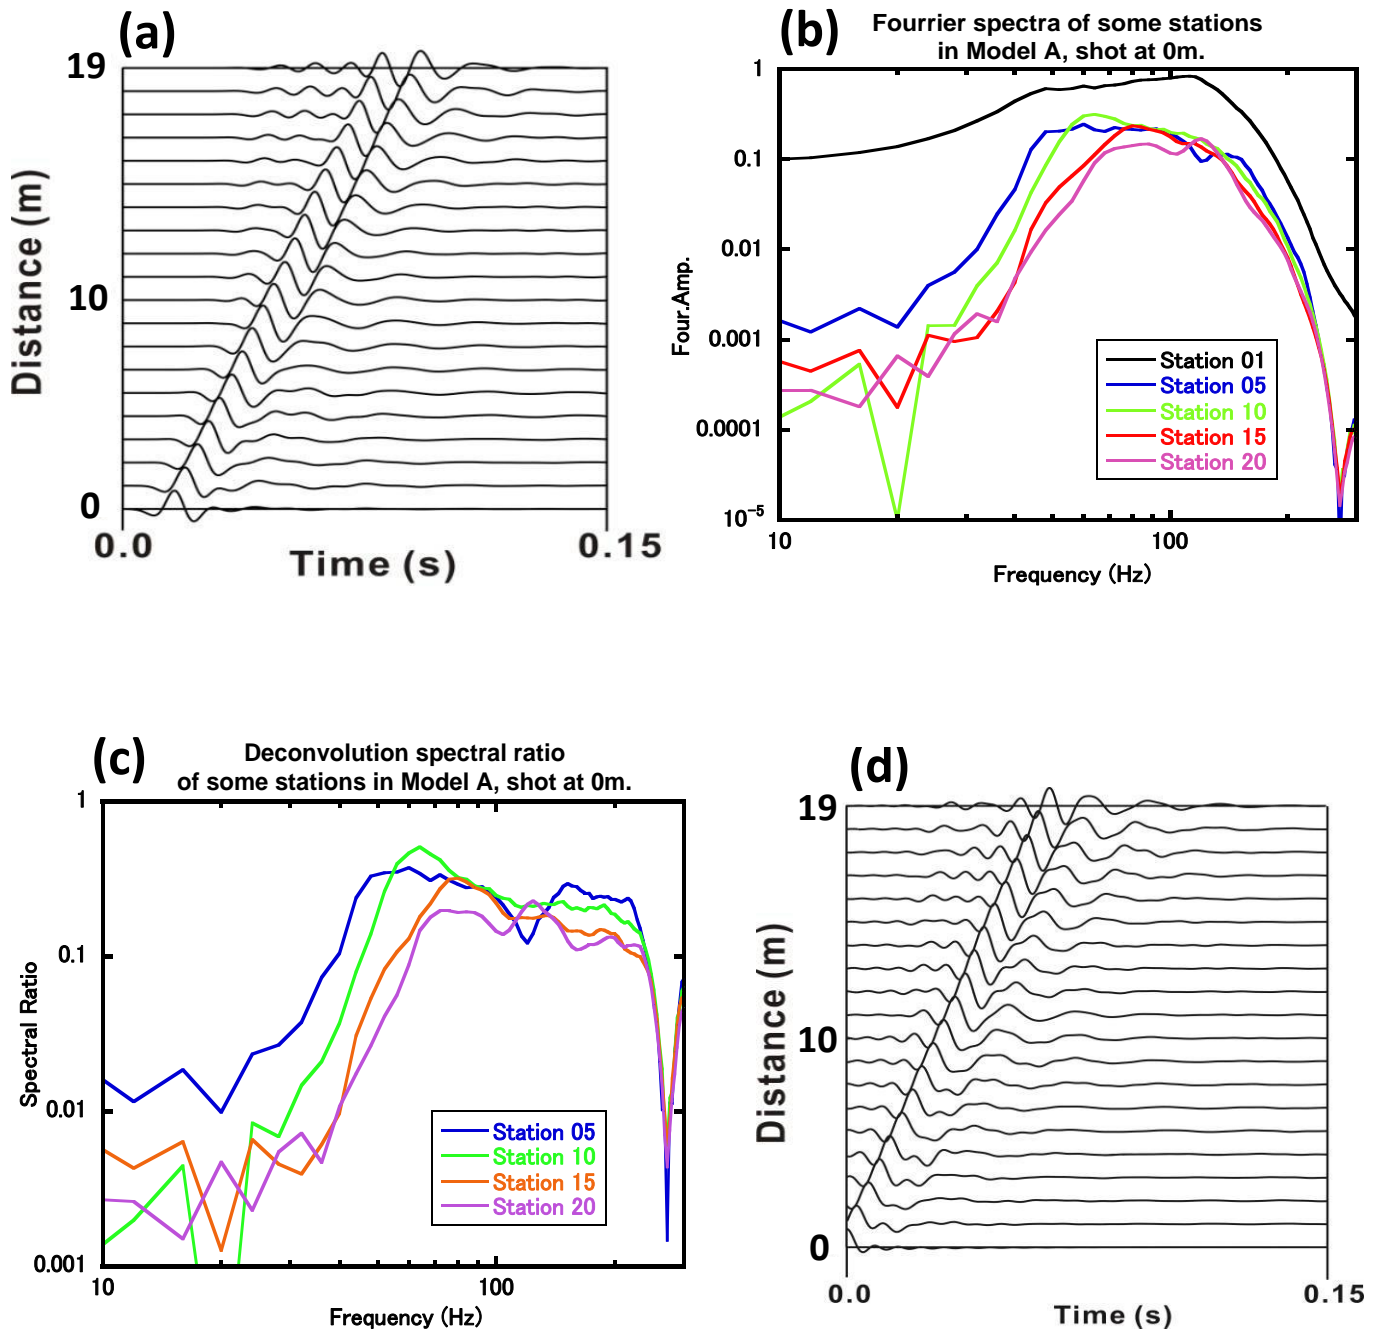 (a)
19
10
0
Distance (m)
0.0
0.15
Time (s)
(b)
Fourrier spectra of some stations
in Model A, shot at 0m.
1
0.1
0.01
0.001
0.0001
10⁻⁵
Four.Amp.
Station 01
Station 05
Station 10
Station 15
Station 20
10
100
Frequency (Hz)
(c)
Deconvolution spectral ratio
of some stations in Model A, shot at 0m.
1
0.1
0.01
0.001
Spectral Ratio
Station 05
Station 10
Station 15
Station 20
10
100
Frequency (Hz)
(d)
19
10
0
Distance (m)
0.0
0.15
Time (s)